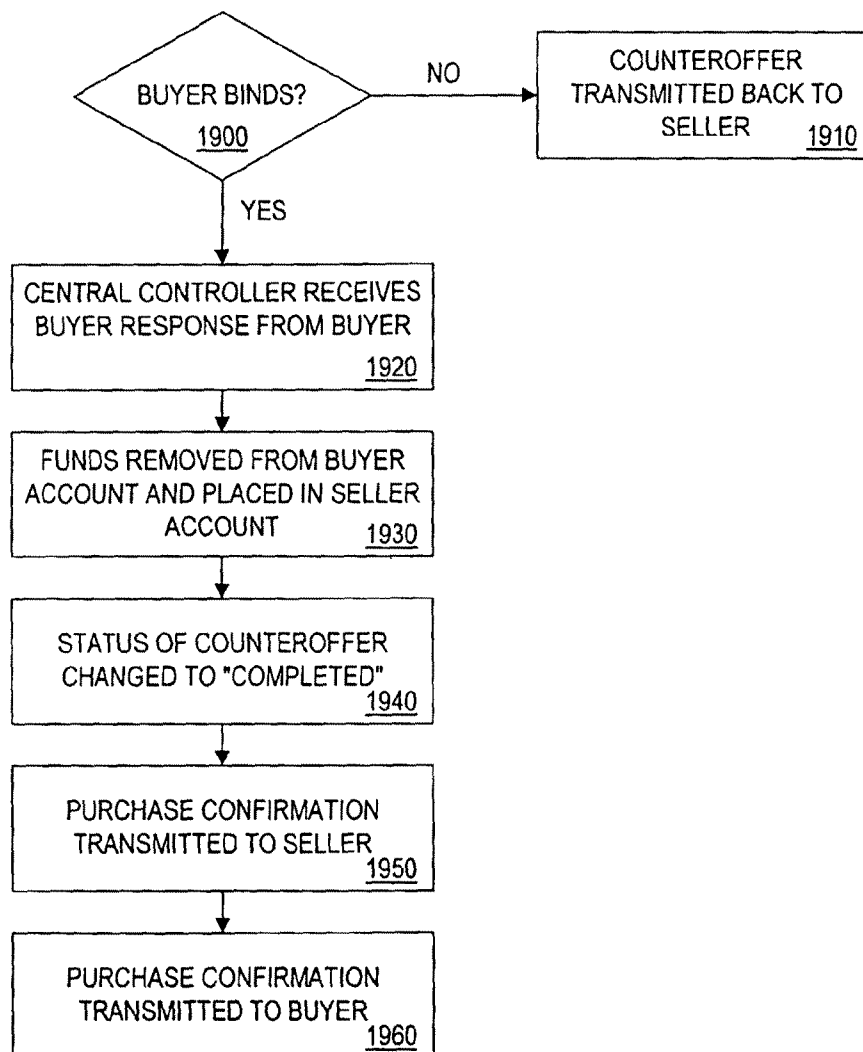 BUYER BINDS?
1900
NO
COUNTEROFFER
TRANSMITTED BACK TO
SELLER
1910
YES
CENTRAL CONTROLLER RECEIVES
BUYER RESPONSE FROM BUYER
1920
FUNDS REMOVED FROM BUYER
ACCOUNT AND PLACED IN SELLER
ACCOUNT
1930
STATUS OF COUNTEROFFER
CHANGED TO "COMPLETED"
1940
PURCHASE CONFIRMATION
TRANSMITTED TO SELLER
1950
PURCHASE CONFIRMATION
TRANSMITTED TO BUYER
1960